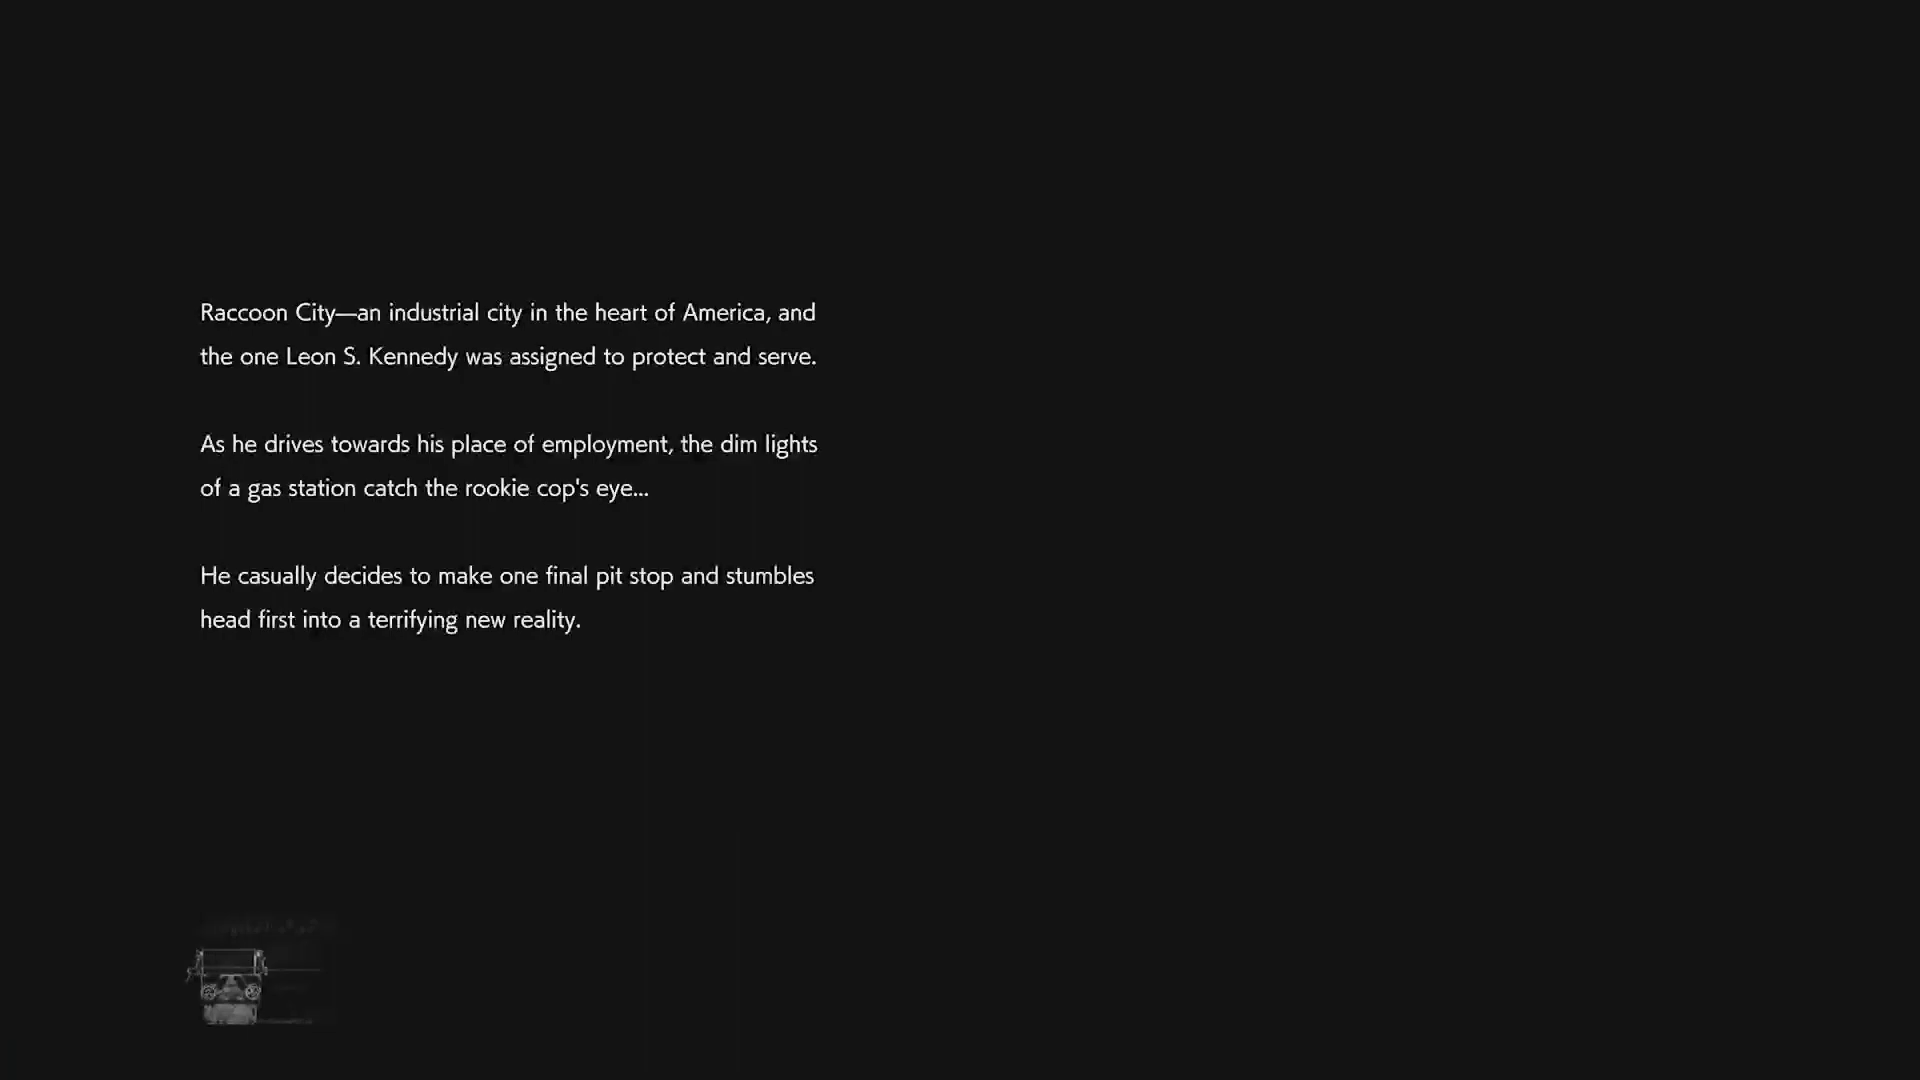 Raccoon City—an industrial city in the heart of America, and
the one Leon S. Kennedy was assigned to protect and serve.
As he drives towards his place of employment, the dim lights
of a gas station catch the rookie cop's eye...
He casually decides to make one final pit stop and stumbles
head first into a terrifying new reality.